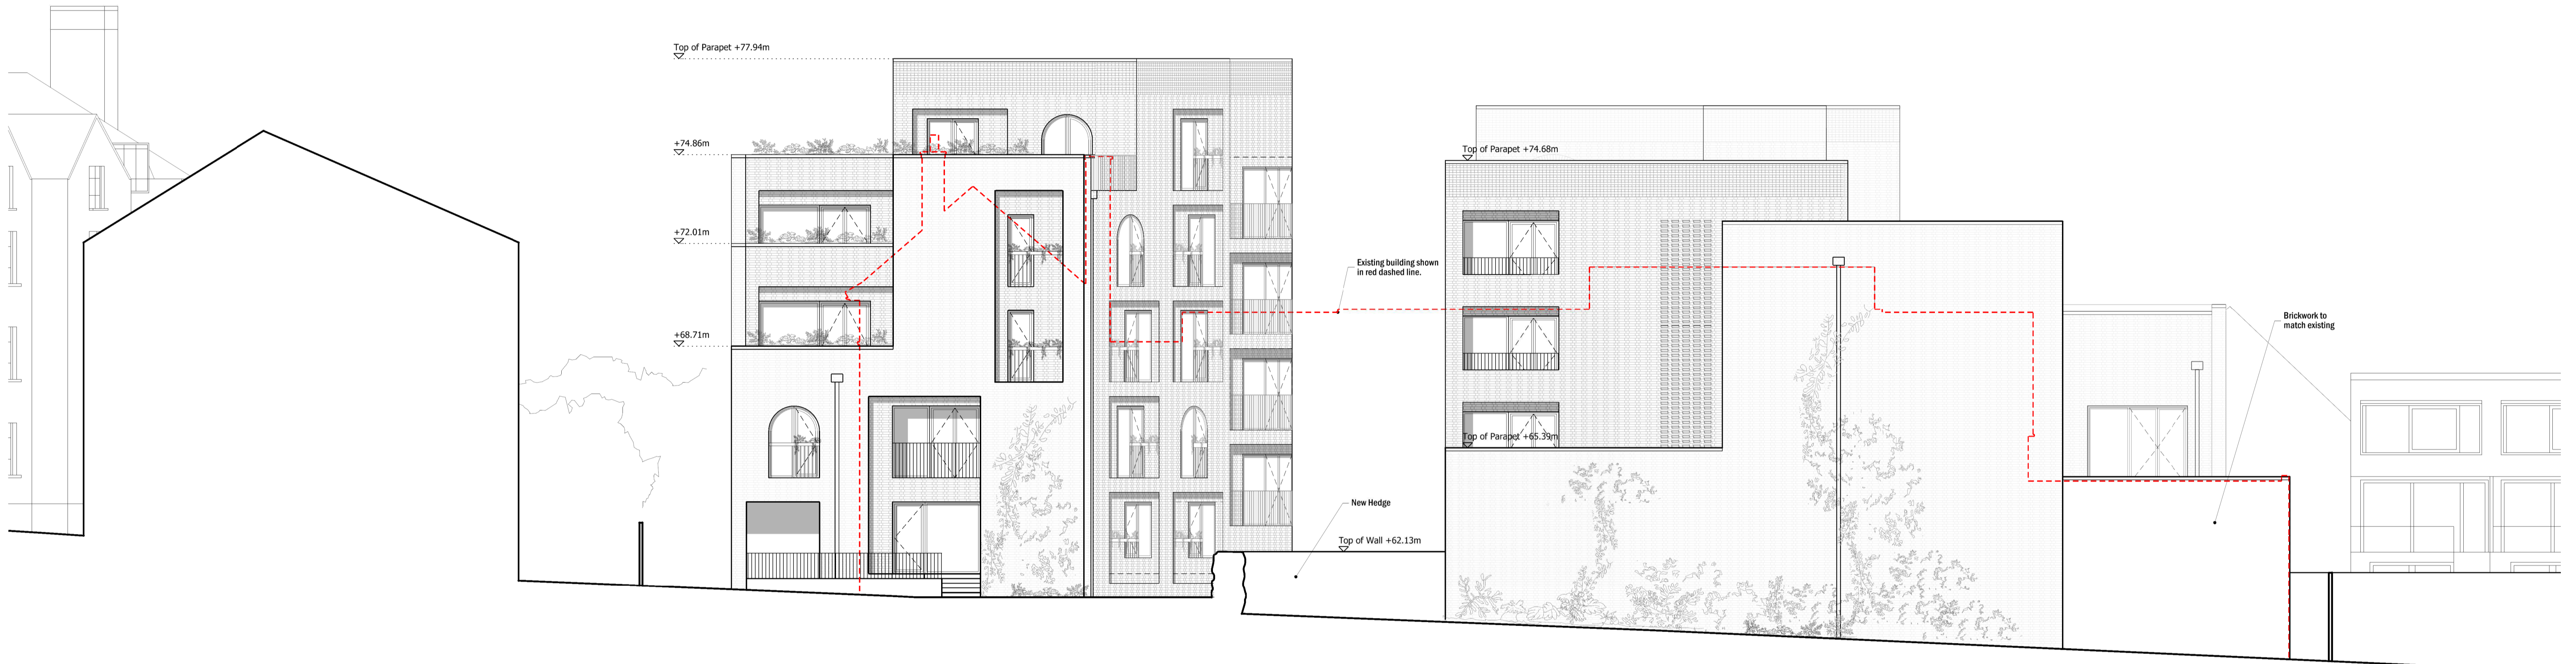 Top of Parapet +77.94m
+74.86m
+72.01m
+68.71m
Existing building shown
in red dashed line.
New Hedge
Top of Wall +62.13m
Top of Parapet +74.68m
Top of Parapet +65.39m
Brickwork to
match existing